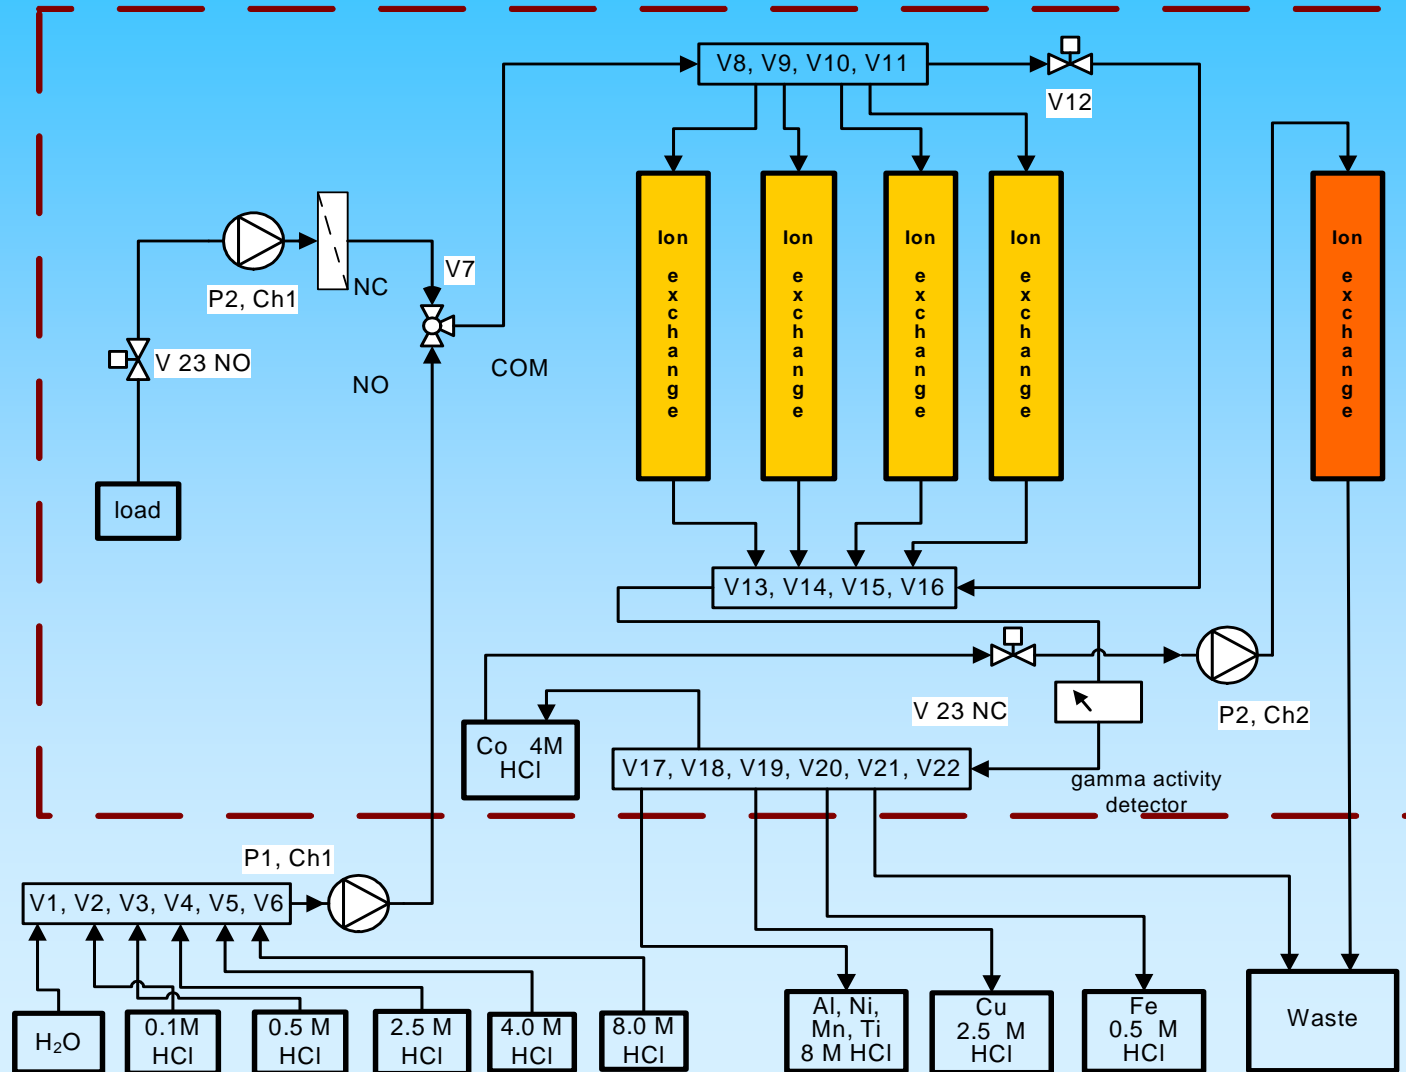 V8, V9, V10, V11
V12
Ion
exchange
Ion
exchange
Ion
exchange
Ion
exchange
Ion
exchange
V7
P2, Ch1
NC
V 23 NO
NO
COM
load
V13, V14, V15, V16
V 23 NC
P2, Ch2
Co 4M
HCl
V17, V18, V19, V20, V21, V22
gamma activity
detector
P1, Ch1
V1, V2, V3, V4, V5, V6
H₂O
0.1M
HCl
0.5 M
HCl
2.5 M
HCl
4.0 M
HCl
8.0 M
HCl
Al, Ni,
Mn, Ti
8 M HCl
Cu
2.5 M
HCl
Fe
0.5 M
HCl
Waste